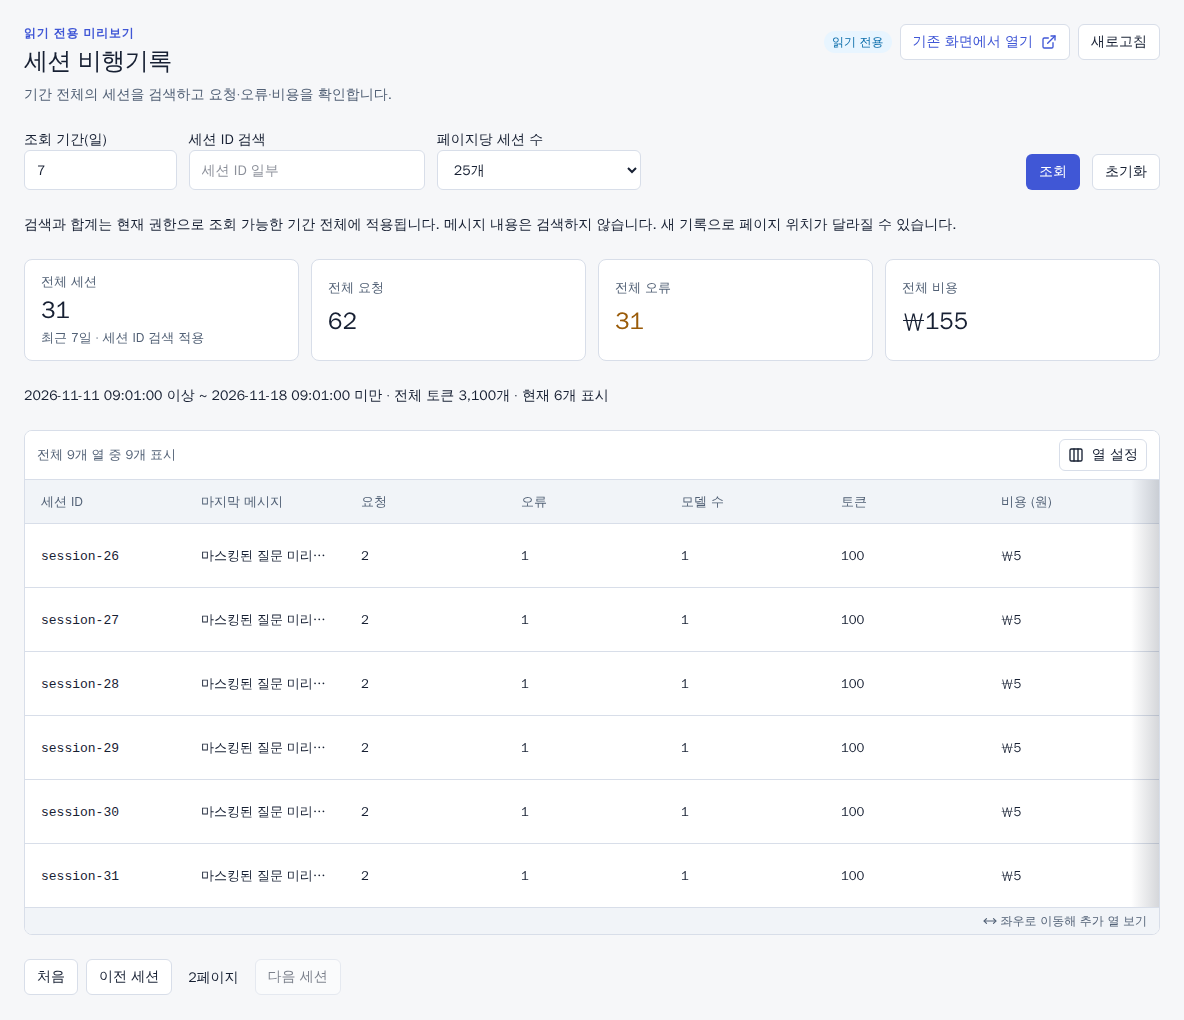 읽기 전용 미리보기
세션 비행기록
기간 전체의 세션을 검색하고 요청·오류·비용을 확인합니다.
읽기 전용
기존 화면에서 열기
새로고침
조회 기간(일)
세션 ID 검색
페이지당 세션 수
7
세션 ID 일부
25개
조회
초기화
검색과 합계는 현재 권한으로 조회 가능한 기간 전체에 적용됩니다. 메시지 내용은 검색하지 않습니다. 새 기록으로 페이지 위치가 달라질 수 있습니다.
전체 세션
31
최근 7일 · 세션 ID 검색 적용
전체 요청
62
전체 오류
31
전체 비용
₩155
2026-11-11 09:01:00 이상 ~ 2026-11-18 09:01:00 미만 · 전체 토큰 3,100개 · 현재 6개 표시
전체 9개 열 중 9개 표시
열 설정
세션 ID 마지막 메시지 요청 오류 모델 수 토큰 비용 (원)
session-26 마스킹된 질문 미리… 2 1 1 100 ₩5
session-27 마스킹된 질문 미리… 2 1 1 100 ₩5
session-28 마스킹된 질문 미리… 2 1 1 100 ₩5
session-29 마스킹된 질문 미리… 2 1 1 100 ₩5
session-30 마스킹된 질문 미리… 2 1 1 100 ₩5
session-31 마스킹된 질문 미리… 2 1 1 100 ₩5
↔ 좌우로 이동해 추가 열 보기
처음
이전 세션
2페이지
다음 세션